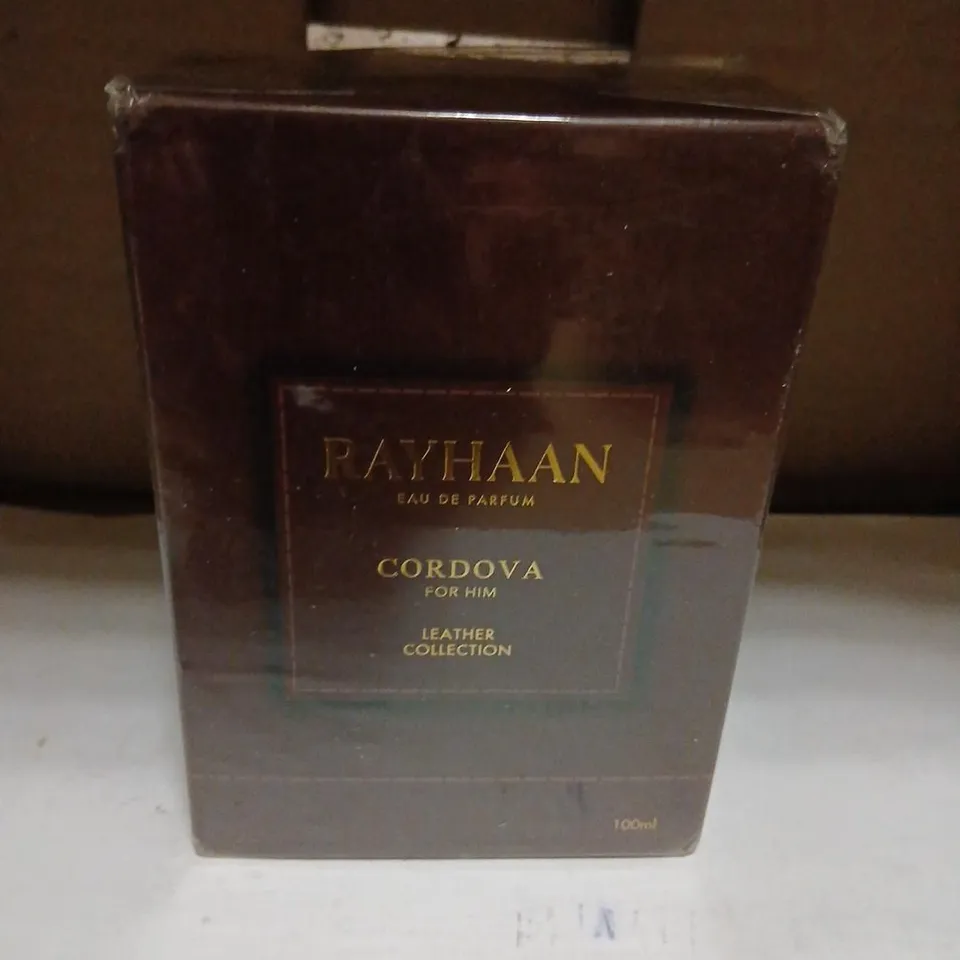 RAYHAAN
EAU DE PARFUM
CORDOVA
FOR HIM
LEATHER
COLLECTION
100ml